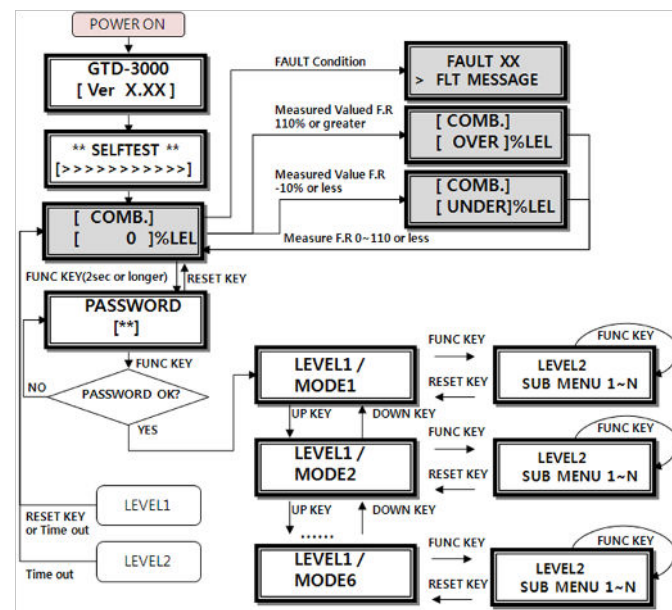 POWER ON
GTD-3000
[ Ver X.XX ]
** SELFTEST **
[>>>>>>>>>>>]
[ COMB.]
[ 0 ]%LEL
FAULT Condition
FAULT XX
> FLT MESSAGE
Measured Valued F.R
110% or greater
[ COMB.]
[ OVER ]%LEL
Measured Value F.R
-10% or less
[ COMB.]
[ UNDER]%LEL
Measure F.R 0~110 or less
FUNC KEY(2sec or longer)
RESET KEY
PASSWORD
[**]
FUNC KEY
NO
PASSWORD OK?
YES
LEVEL1 /
MODE1
FUNC KEY
RESET KEY
FUNC KEY
LEVEL2
SUB MENU 1~N
UP KEY
DOWN KEY
LEVEL1 /
MODE2
FUNC KEY
RESET KEY
FUNC KEY
LEVEL2
SUB MENU 1~N
UP KEY
DOWN KEY
......
LEVEL1 /
MODE6
FUNC KEY
RESET KEY
FUNC KEY
LEVEL2
SUB MENU 1~N
LEVEL1
RESET KEY
or Time out
LEVEL2
Time out